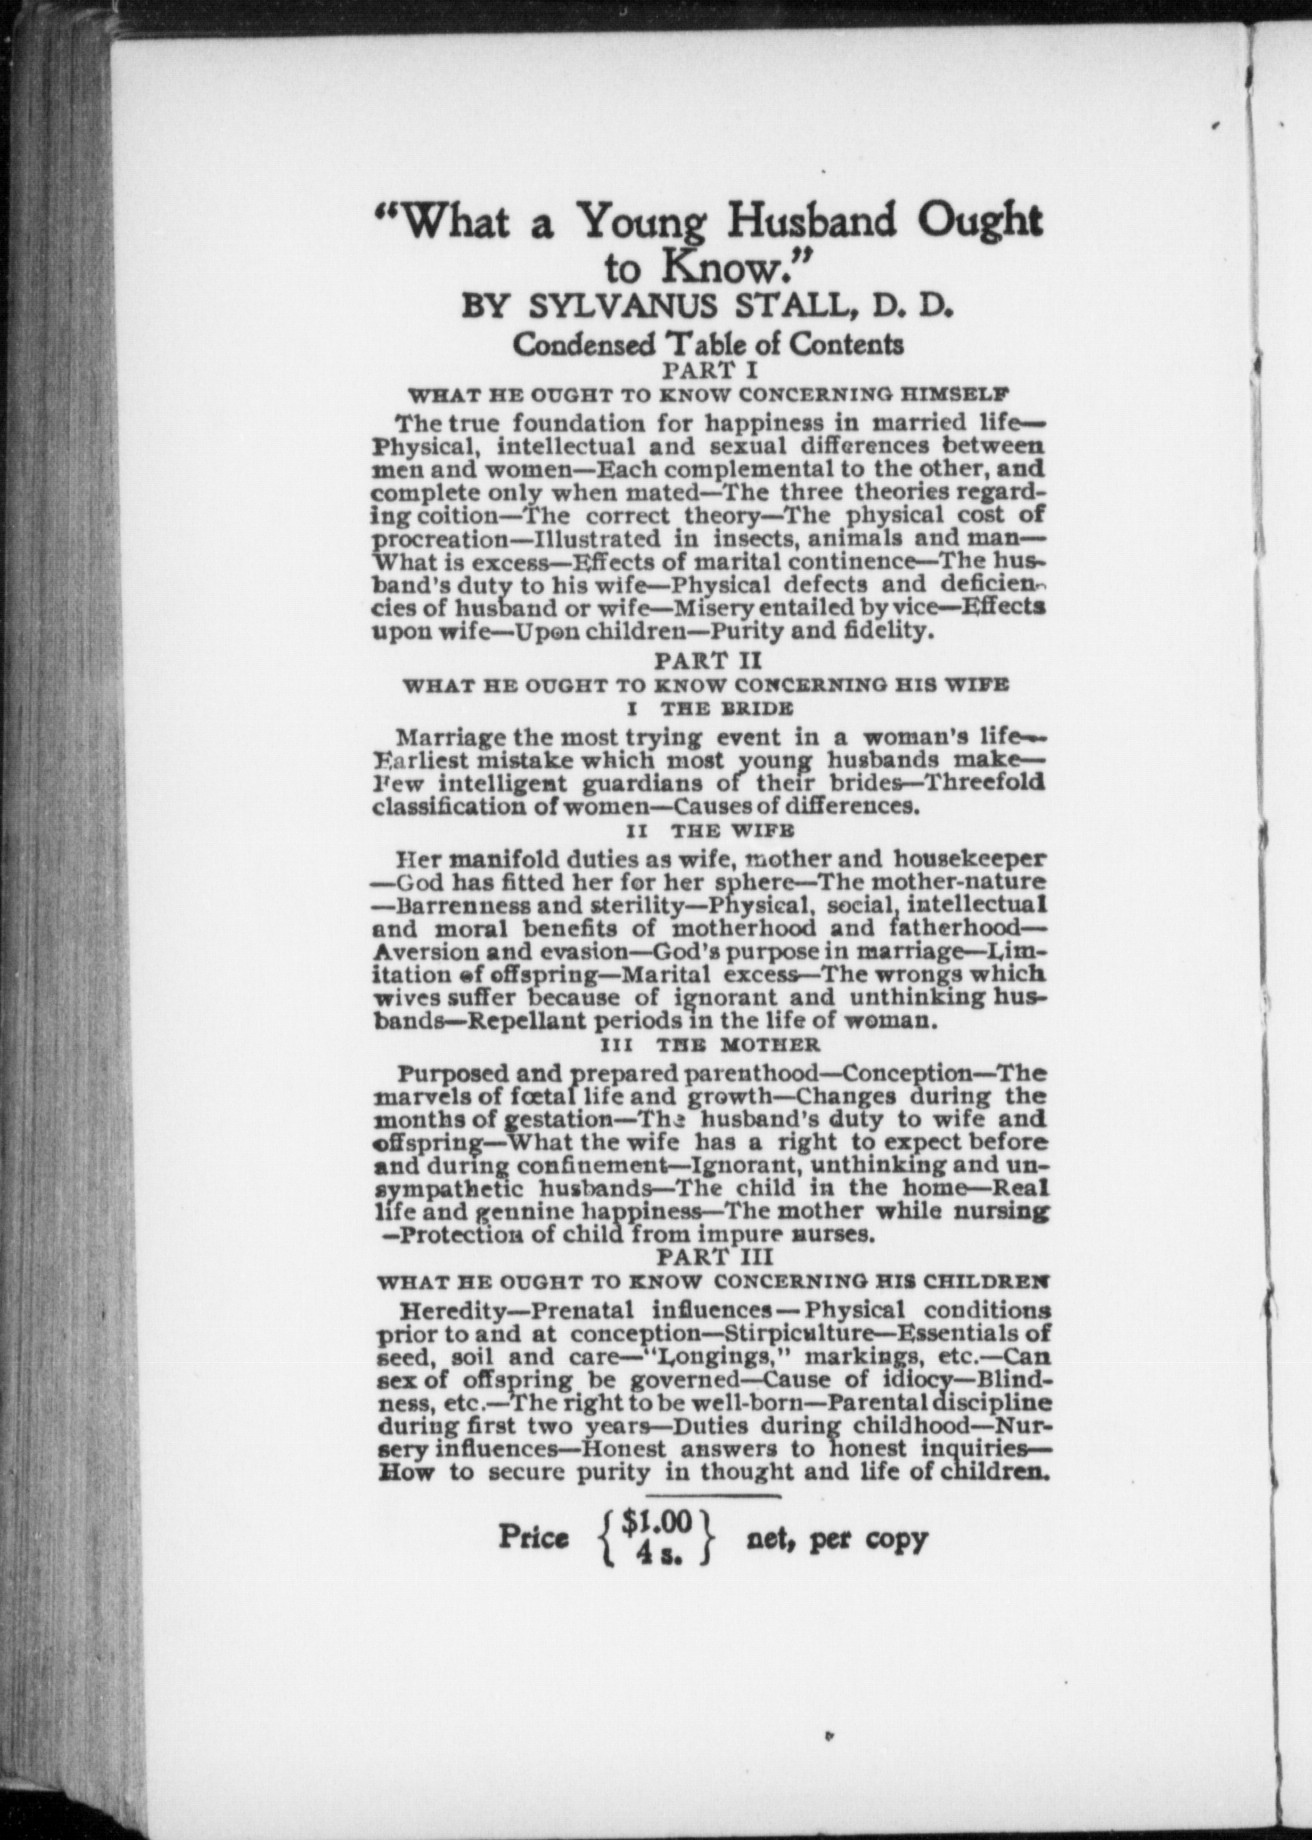 “What a Young Husband Ought
to Know.”
BY SYLVANUS STALL, D. D.
Condensed Table of Contents
PART I
WHAT HE OUGHT TO KNOW CONCERNING HIMSELF
The true foundation for happiness in married life—
Physical, intellectual and sexual differences between
men and women—Each complemental to the other, and
complete only when mated—The three theories regard-
ing coition—The correct theory—The physical cost of
procreation—Illustrated in insects, animals and man—
What is excess—Effects of marital continence—The hus-
band's duty to his wife—Physical defects and deficien-
cies of husband or wife—Misery entailed by vice—Effects
upon wife—Upon children—Purity and fidelity.
PART II
WHAT HE OUGHT TO KNOW CONCERNING HIS WIFE
I THE BRIDE
Marriage the most trying event in a woman's life—
Earliest mistake which most young husbands make—
Few intelligent guardians of their brides—Threefold
classification of women—Causes of differences.
II THE WIFE
Her manifold duties as wife, mother and housekeeper
—God has fitted her for her sphere—The mother-nature
—Barrenness and sterility—Physical, social, intellectual
and moral benefits of motherhood and fatherhood—
Aversion and evasion—God's purpose in marriage—Lim-
itation of offspring—Marital excess—The wrongs which
wives suffer because of ignorant and unthinking hus-
bands—Repellant periods in the life of woman.
III THE MOTHER
Purposed and prepared parenthood—Conception—The
marvels of fœtal life and growth—Changes during the
months of gestation—The husband's duty to wife and
offspring—What the wife has a right to expect before
and during confinement—Ignorant, unthinking and un-
sympathetic husbands—The child in the home—Real
life and gennine happiness—The mother while nursing
—Protection of child from impure nurses.
PART III
WHAT HE OUGHT TO KNOW CONCERNING HIS CHILDREN
Heredity—Prenatal influences—Physical conditions
prior to and at conception—Stirpiculture—Essentials of
seed, soil and care—“Longings,” markings, etc.—Can
sex of offspring be governed—Cause of idiocy—Blind-
ness, etc.—The right to be well-born—Parental discipline
during first two years—Duties during childhood—Nur-
sery influences—Honest answers to honest inquiries—
How to secure purity in thought and life of children.
Price { $1.00 4 s. } net, per copy